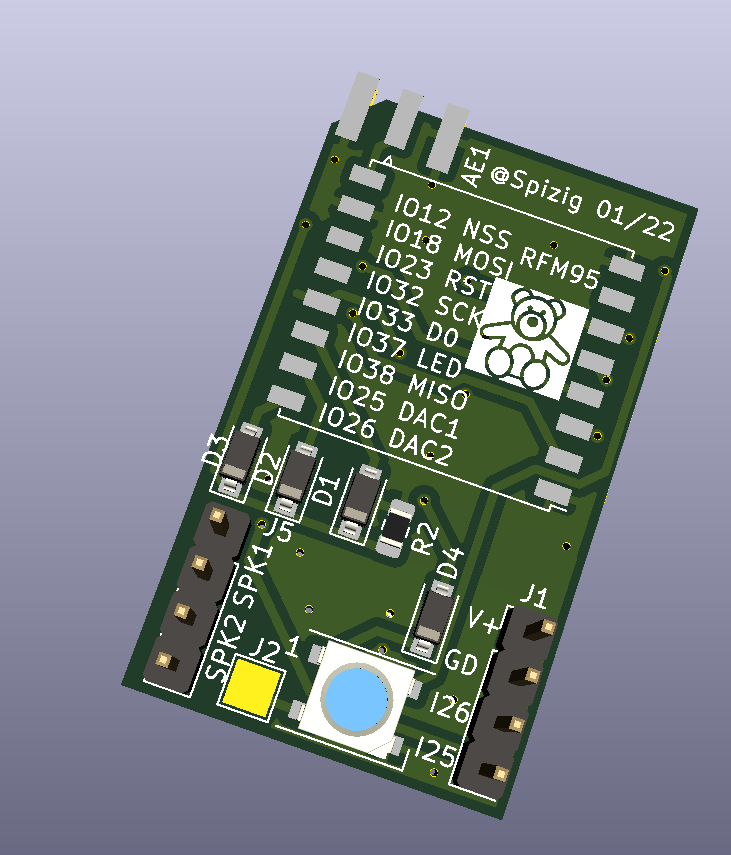 AE1
@Spizig 01/22
IO12 NSS
IO18 MOSI
RFM95
IO23 RST
IO32 SCK
IO33 D0
IO37 LED
IO38 MISO
IO25 DAC1
IO26 DAC2
D3
D2
D1
R2
J5
D4
SPK1
SPK2
J1
V+
GD
I26
I25
J2
1